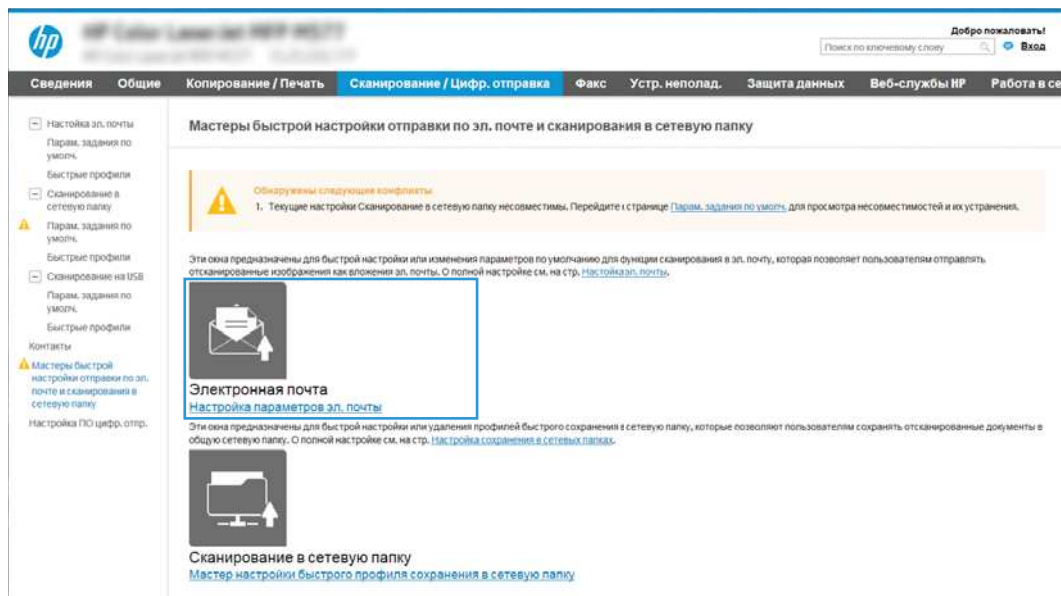 hp
Добро пожаловать!
Поиск по ключевому слову
Вход
Сведения Общие Копирование / Печать Сканирование / Цифр. отправка Факс Устр. неполад. Защита данных Веб-службы HP Работа в се
Настойка эл. почты
Парам. задания по
умолч.
Быстрые профили
Сканирование в
сетевую папку
Парам. задания по
умолч.
Быстрые профили
Сканирование на USB
Парам. задания по
умолч.
Быстрые профили
Контакты
Мастеры быстрой
настройки отправки по эл.
почте и сканирования в
сетевую папку
Настройка ПО цифр. отпр.
Мастеры быстрой настройки отправки по эл. почте и сканирования в сетевую папку
Обнаружены следующие конфликты
1. Текущие настройки Сканирование в сетевую папку несовместимы. Перейдите к странице Парам. задания по умолч. для просмотра несовместимостей и их устранения.
Эти окна предназначены для быстрой настройки или изменения параметров по умолчанию для функции сканирования в эл. почту, которая позволяет пользователям отправлять
отсканированные изображения как вложения эл. почты. О полной настройке см. на стр. Настойка эл. почты.
Электронная почта
Настройка параметров эл. почты
Эти окна предназначены для быстрой настройки или удаления профилей быстрого сохранения в сетевую папку, которые позволяют пользователям сохранять отсканированные документы в
общую сетевую папку. О полной настройке см. на стр. Настройка сохранения в сетевых папках.
Сканирование в сетевую папку
Мастер настройки быстрого профиля сохранения в сетевую папку